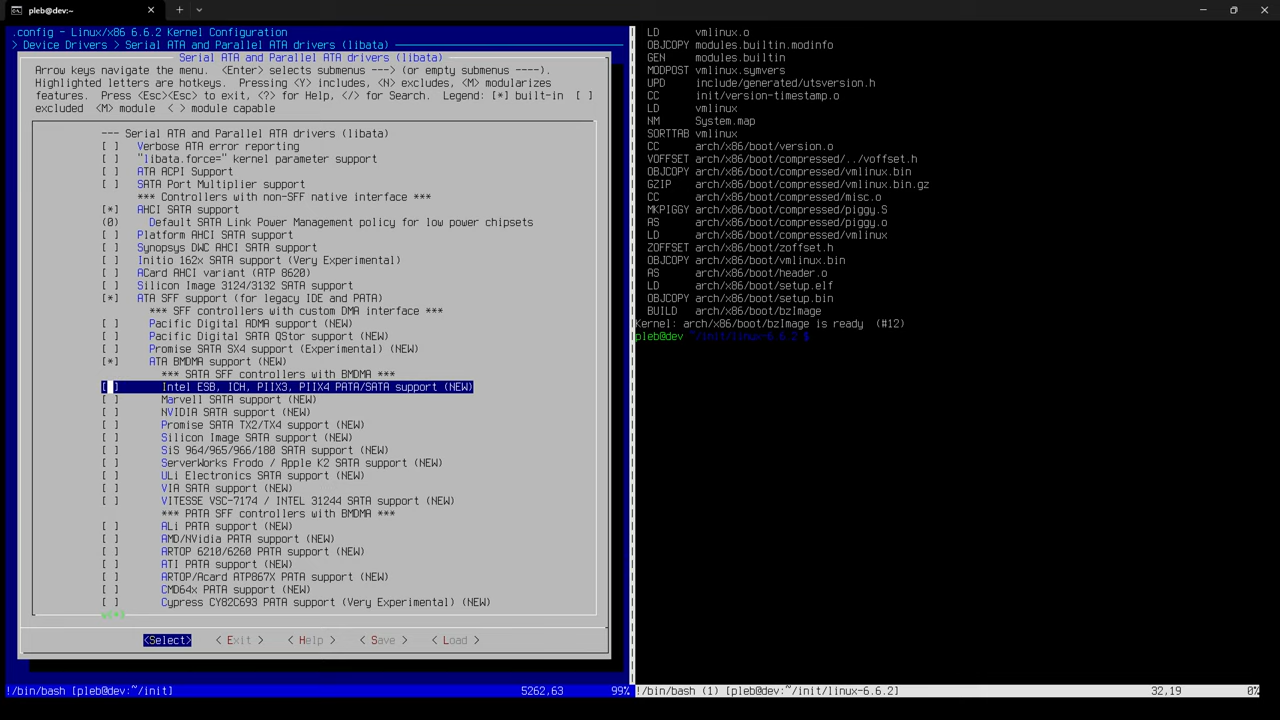 pleb@dev: ~
.config - Linux/x86 6.6.2 Kernel Configuration
> Device Drivers > Serial ATA and Parallel ATA drivers (libata)
Serial ATA and Parallel ATA drivers (libata)
Arrow keys navigate the menu. <Enter> selects submenus ---> (or empty submenus ----).
Highlighted letters are hotkeys. Pressing <Y> includes, <N> excludes, <M> modularizes
features. Press <Esc><Esc> to exit, <?> for Help, </> for Search. Legend: [*] built-in [ ]
excluded <M> module < > module capable
--- Serial ATA and Parallel ATA drivers (libata)
[ ] Verbose ATA error reporting
[ ] "libata.force=" kernel parameter support
[ ] ATA ACPI Support
[ ] SATA Port Multiplier support
*** Controllers with non-SFF native interface ***
[*] AHCI SATA support
(0) Default SATA Link Power Management policy for low power chipsets
[ ] Platform AHCI SATA support
[ ] Synopsys DWC AHCI SATA support
[ ] Initio 162x SATA support (Very Experimental)
[ ] ACard AHCI variant (ATP 8620)
[ ] Silicon Image 3124/3132 SATA support
[*] ATA SFF support (for legacy IDE and PATA)
*** SFF controllers with custom DMA interface ***
[ ] Pacific Digital ADMA support (NEW)
[ ] Pacific Digital SATA QStor support (NEW)
[ ] Promise SATA SX4 support (Experimental) (NEW)
[*] ATA BMDMA support (NEW)
*** SATA SFF controllers with BMDMA ***
[ ] Intel ESB, ICH, PIIX3, PIIX4 PATA/SATA support (NEW)
[ ] Marvell SATA support (NEW)
[ ] NVIDIA SATA support (NEW)
[ ] Promise SATA TX2/TX4 support (NEW)
[ ] Silicon Image SATA support (NEW)
[ ] SiS 964/965/966/180 SATA support (NEW)
[ ] ServerWorks Frodo / Apple K2 SATA support (NEW)
[ ] ULi Electronics SATA support (NEW)
[ ] VIA SATA support (NEW)
[ ] VITESSE VSC-7174 / INTEL 31244 SATA support (NEW)
*** PATA SFF controllers with BMDMA ***
[ ] ALi PATA support (NEW)
[ ] AMD/NVidia PATA support (NEW)
[ ] ARTOP 6210/6260 PATA support (NEW)
[ ] ATI PATA support (NEW)
[ ] ARTOP/Acard ATP867X PATA support (NEW)
[ ] CMD64x PATA support (NEW)
[ ] Cypress CY82C693 PATA support (Very Experimental) (NEW)
<Select> < Exit > < Help > < Save > < Load >
!/bin/bash [pleb@dev:~/init] 5262,63 99%
LD vmlinux.o
OBJCOPY modules.builtin.modinfo
GEN modules.builtin
MODPOST vmlinux.symvers
UPD include/generated/utsversion.h
CC init/version-timestamp.o
LD vmlinux
NM System.map
SORTTAB vmlinux
CC arch/x86/boot/version.o
VOFFSET arch/x86/boot/compressed/../voffset.h
OBJCOPY arch/x86/boot/compressed/vmlinux.bin
GZIP arch/x86/boot/compressed/vmlinux.bin.gz
CC arch/x86/boot/compressed/misc.o
MKPIGGY arch/x86/boot/compressed/piggy.S
AS arch/x86/boot/compressed/piggy.o
LD arch/x86/boot/compressed/vmlinux
ZOFFSET arch/x86/boot/zoffset.h
OBJCOPY arch/x86/boot/vmlinux.bin
AS arch/x86/boot/header.o
LD arch/x86/boot/setup.elf
OBJCOPY arch/x86/boot/setup.bin
BUILD arch/x86/boot/bzImage
Kernel: arch/x86/boot/bzImage is ready (#12)
pleb@dev ~/init/linux-6.6.2 $
!/bin/bash (1) [pleb@dev:~/init/linux-6.6.2] 32,19 0%